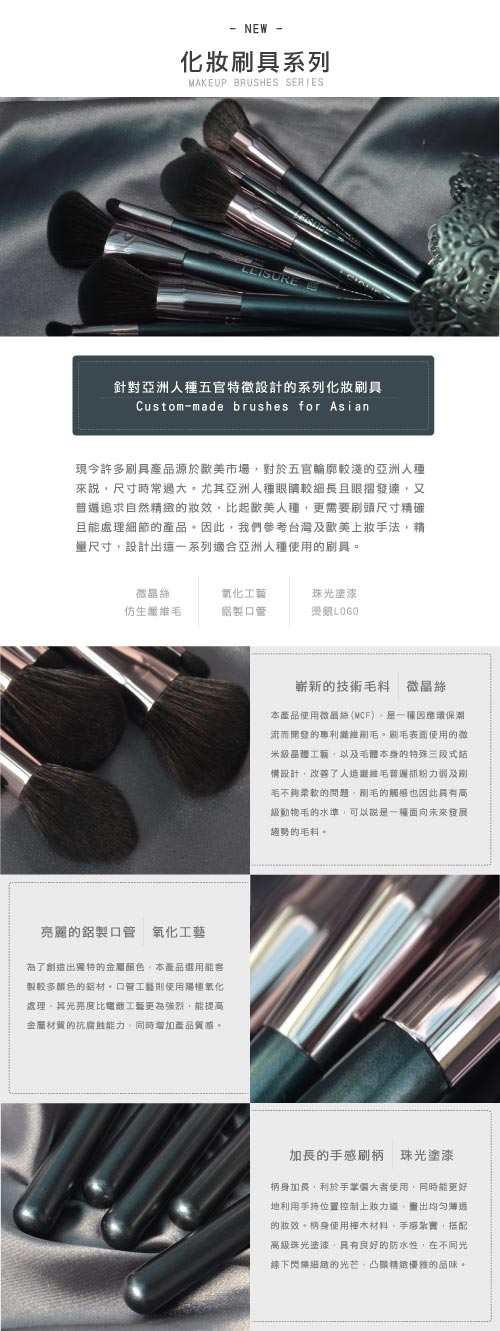 - NEW -
化妝刷具系列
MAKEUP BRUSHES SERIES
LEISURE
LEISURE
LEISURE
針對亞洲人種五官特徵設計的系列化妝刷具
Custom-made brushes for Asian
現今許多刷具產品源於歐美市場，對於五官輪廓較淺的亞洲人種
來說，尺寸時常過大。尤其亞洲人種眼睛較細長且眼摺發達，又
普遍追求自然精緻的妝效，比起歐美人種，更需要刷頭尺寸精確
且能處理細節的產品。因此，我們參考台灣及歐美上妝手法，精
量尺寸，設計出這一系列適合亞洲人種使用的刷具。
微晶絲
仿生纖維毛
氧化工藝
鋁製口管
珠光塗漆
燙銀LOGO
嶄新的技術毛料 微晶絲
本產品使用微晶絲(MCF)，是一種因應環保潮
流而開發的專利纖維刷毛。刷毛表面使用的微
米級晶體工藝，以及毛體本身的特殊三段式結
構設計，改善了人造纖維毛普遍抓粉力弱及刷
毛不夠柔軟的問題，刷毛的觸感也因此具有高
級動物毛的水準，可以說是一種面向未來發展
趨勢的毛料。
亮麗的鋁製口管 氧化工藝
為了創造出獨特的金屬顏色，本產品選用能客
製較多顏色的鋁材。口管工藝則使用陽極氧化
處理，其光亮度比電鍍工藝更為強烈，能提高
金屬材質的抗腐蝕能力，同時增加產品質感。
加長的手感刷柄 珠光塗漆
柄身加長，利於手掌偏大者使用，同時能更好
地利用手持位置控制上妝力道，畫出均勻薄透
的妝效。柄身使用樺木材料，手感紮實，搭配
高級珠光塗漆，具有良好的防水性，在不同光
線下閃爍細緻的光芒，凸顯精緻優雅的品味。